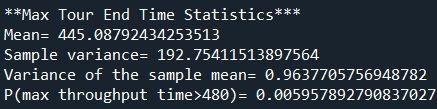 **Max Tour End Time Statistics***
Mean= 445.08792434253513
Sample variance= 192.75411513897564
Variance of the sample mean= 0.9637705756948782
P(max throughput time>480)= 0.005957892790837027